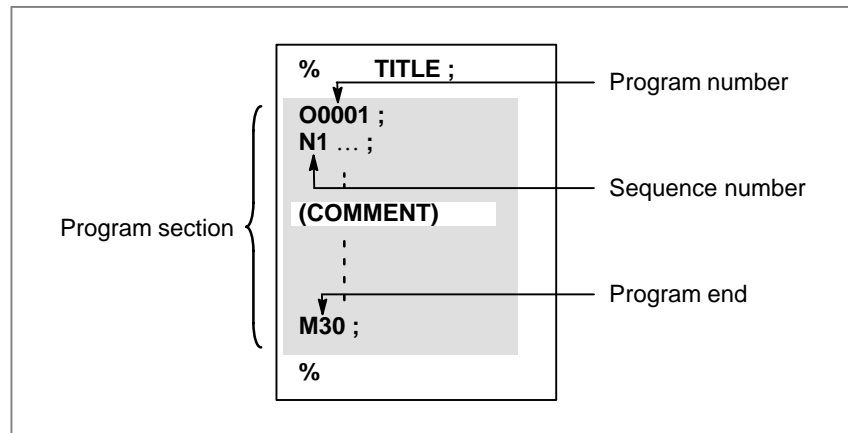 % TITLE ;
Program number
O0001 ;
N1 … ;
Sequence number
(COMMENT)
Program section
Program end
M30 ;
%